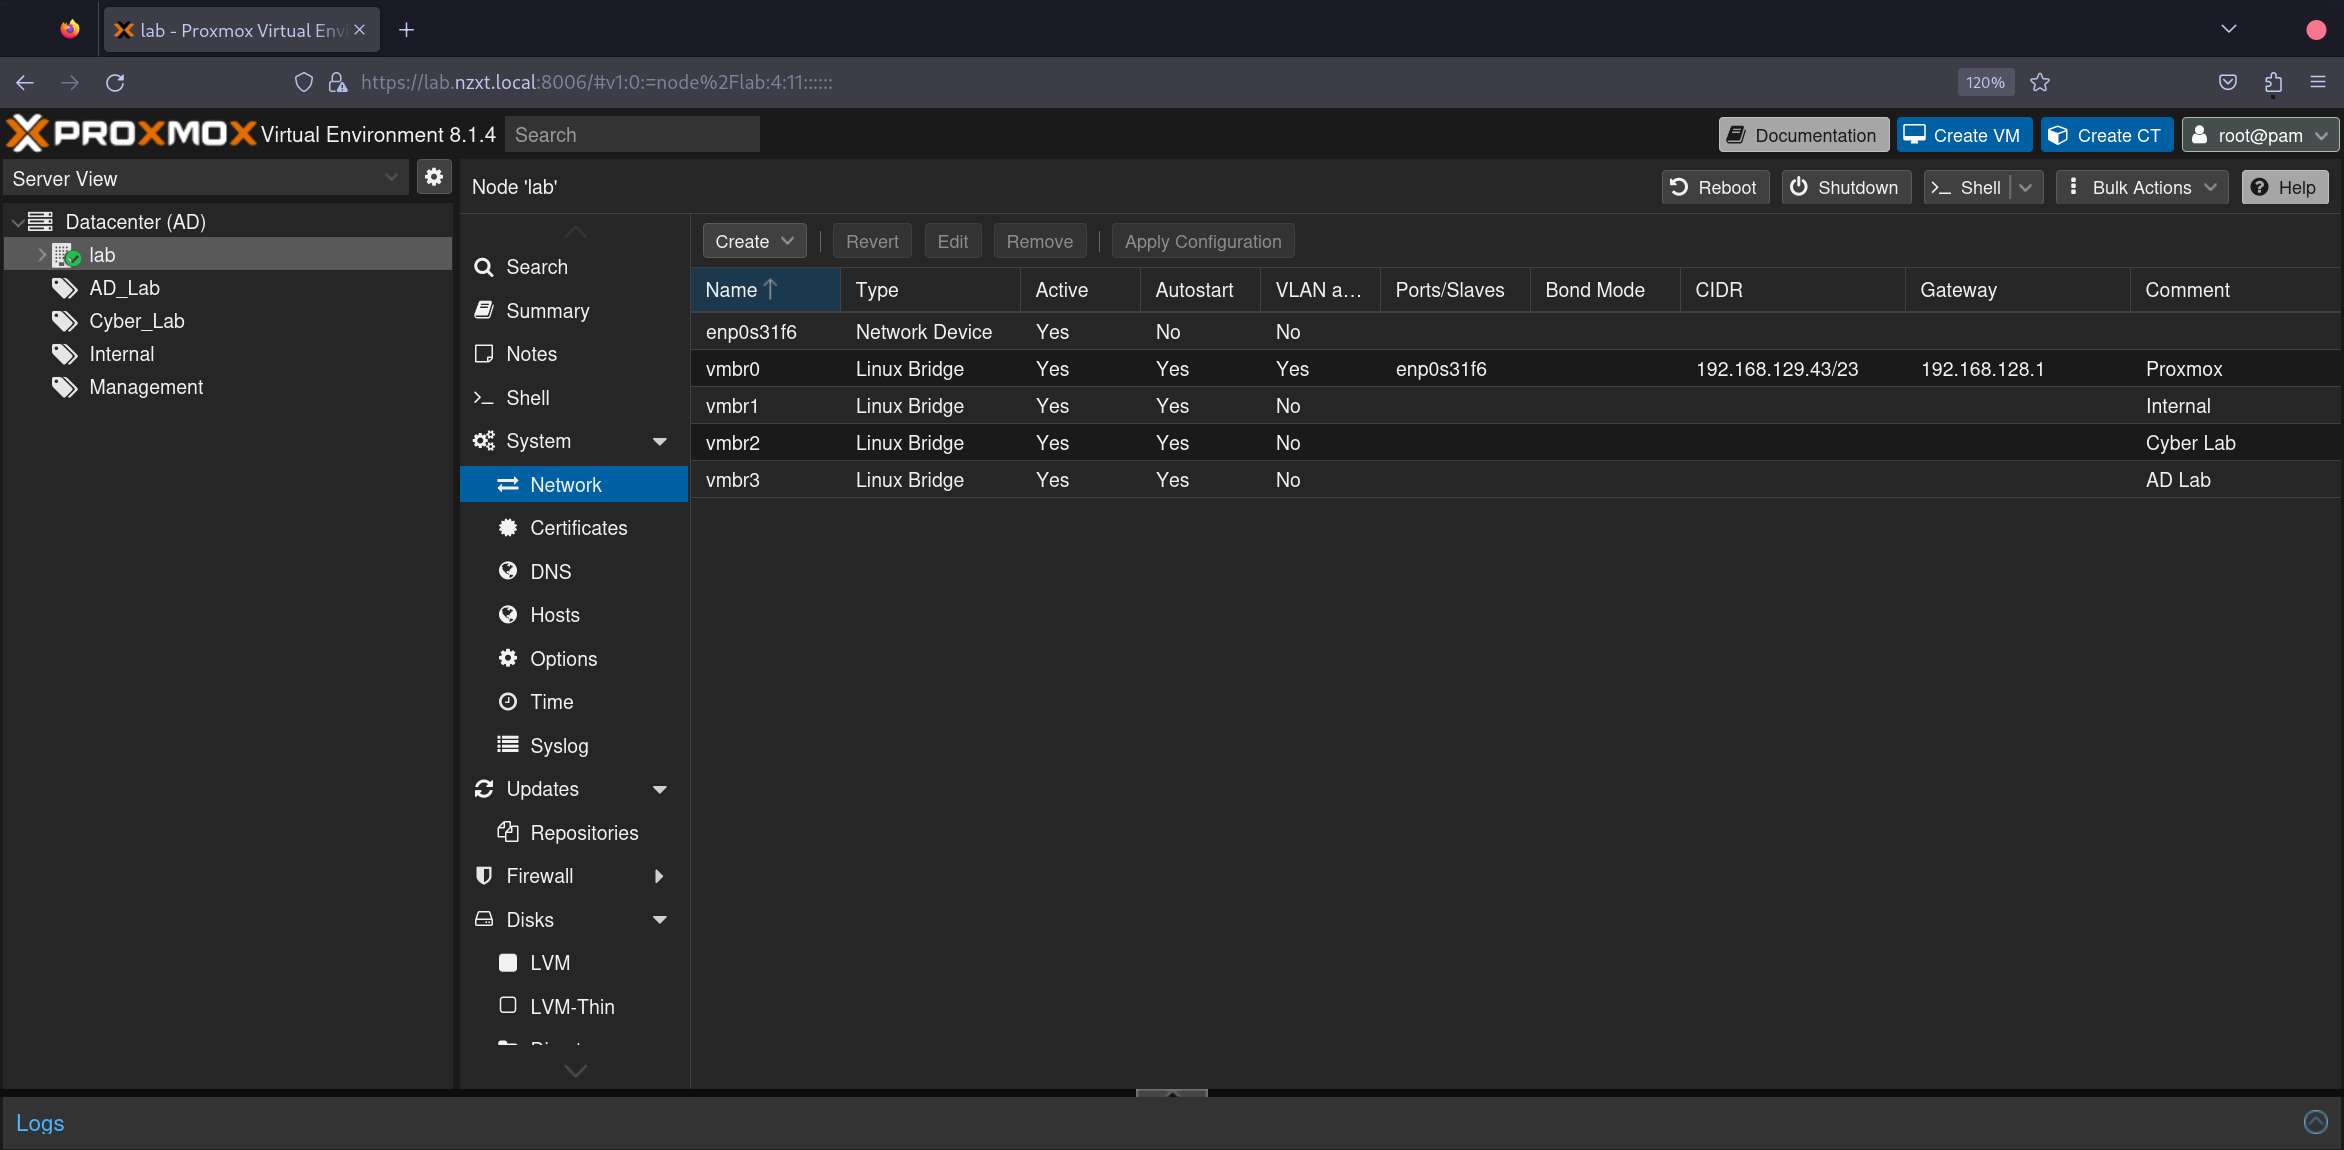 lab - Proxmox Virtual Envi
https://lab.nzxt.local:8006/#v1:0:=node%2Flab:4:11::::::
120%
PROXMOX Virtual Environment 8.1.4
Search
Documentation
Create VM
Create CT
root@pam
Server View
Node 'lab'
Reboot
Shutdown
Shell
Bulk Actions
Help
Datacenter (AD)
lab
AD_Lab
Cyber_Lab
Internal
Management
Search
Summary
Notes
Shell
System
Network
Certificates
DNS
Hosts
Options
Time
Syslog
Updates
Repositories
Firewall
Disks
LVM
LVM-Thin
Create Revert Edit Remove Apply Configuration
Name Type Active Autostart VLAN a... Ports/Slaves Bond Mode CIDR Gateway Comment
enp0s31f6 Network Device Yes No No
vmbr0 Linux Bridge Yes Yes Yes enp0s31f6 192.168.129.43/23 192.168.128.1 Proxmox
vmbr1 Linux Bridge Yes Yes No Internal
vmbr2 Linux Bridge Yes Yes No Cyber Lab
vmbr3 Linux Bridge Yes Yes No AD Lab
Logs